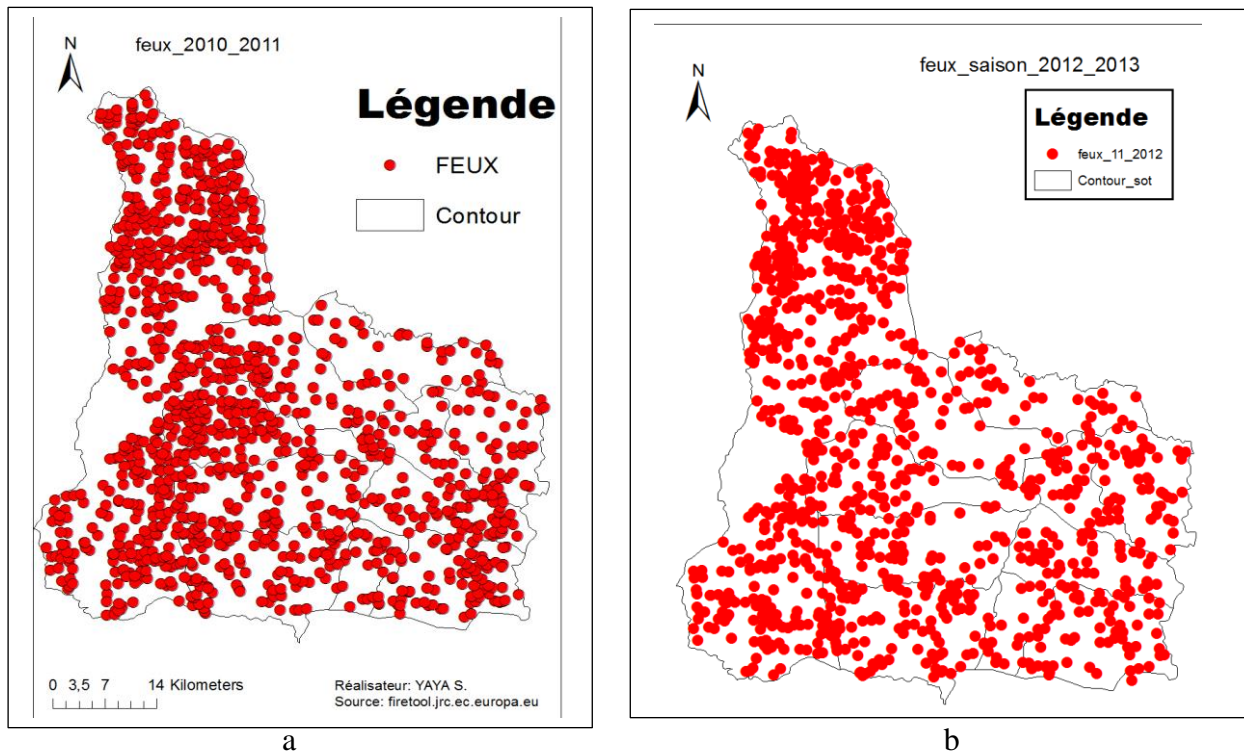 feux_2010_2011
N
Légende
FEUX
Contour
0 3,5 7 14 Kilometers
Réalisateur: YAYA S.
Source: firetool.jrc.ec.europa.eu
a
feux_saison_2012_2013
N
Légende
feux_11_2012
Contour_sot
b